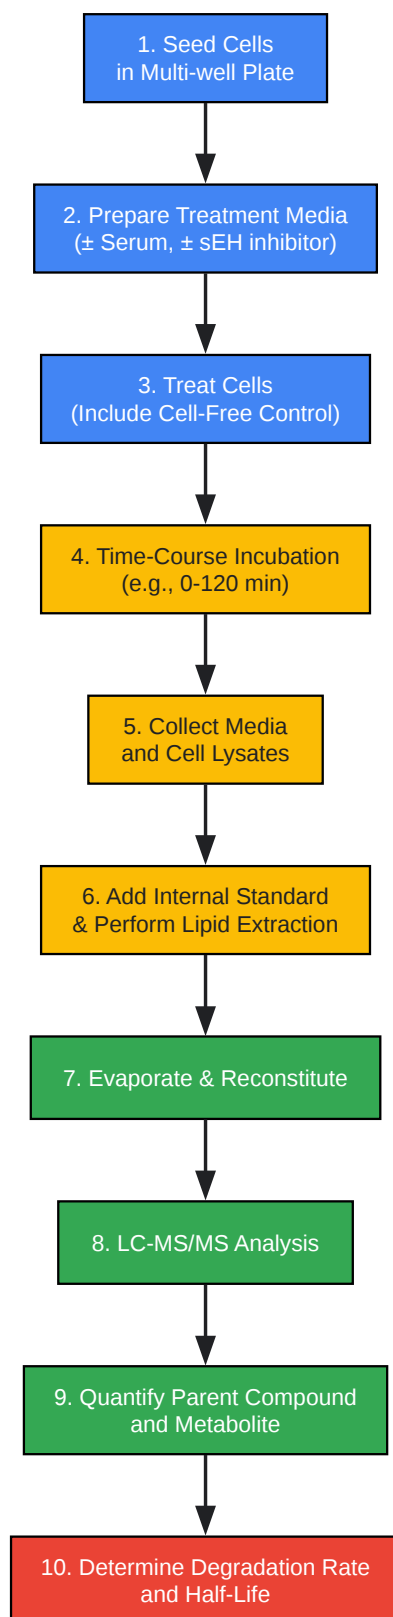 1. Seed Cells
in Multi-well Plate
2. Prepare Treatment Media
(± Serum, ± sEH inhibitor)
3. Treat Cells
(Include Cell-Free Control)
4. Time-Course Incubation
(e.g., 0-120 min)
5. Collect Media
and Cell Lysates
6. Add Internal Standard
& Perform Lipid Extraction
7. Evaporate & Reconstitute
8. LC-MS/MS Analysis
9. Quantify Parent Compound
and Metabolite
10. Determine Degradation Rate
and Half-Life